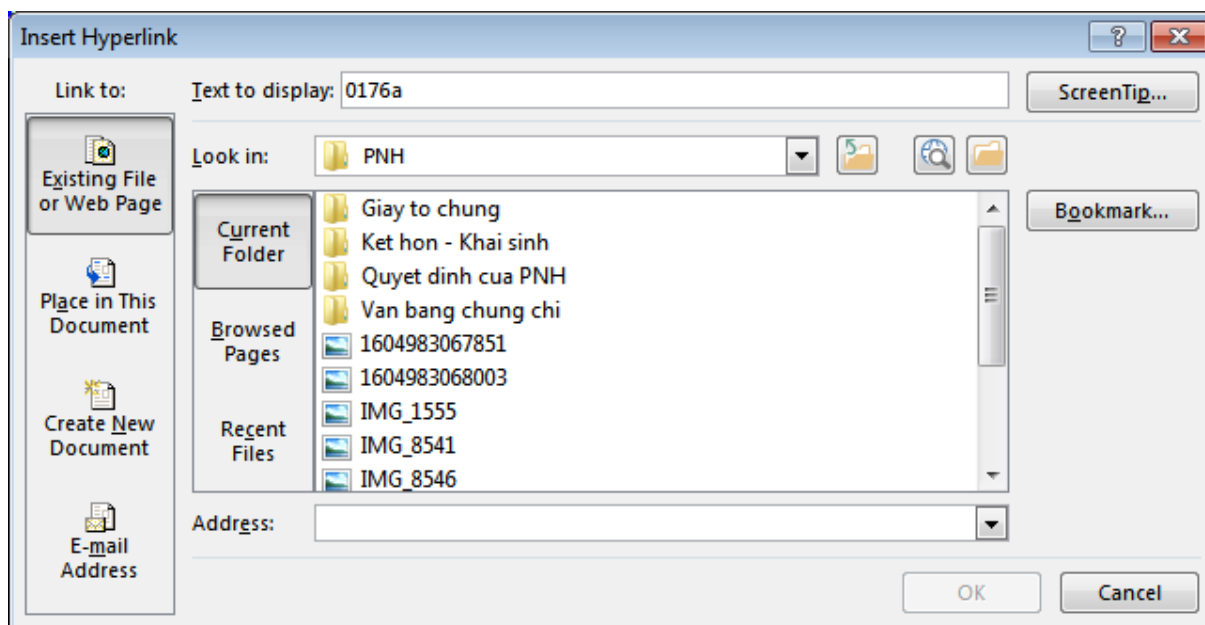 Insert Hyperlink
Link to:
Text to display: 0176a
ScreenTip...
Existing File
or Web Page
Look in:
PNH
Current
Folder
Giay to chung
Ket hon - Khai sinh
Quyet dinh cua PNH
Van bang chung chi
1604983067851
1604983068003
IMG_1555
IMG_8541
IMG_8546
Bookmark...
Place in This
Document
Browsed
Pages
Create New
Document
Recent
Files
Address:
E-mail
Address
OK
Cancel